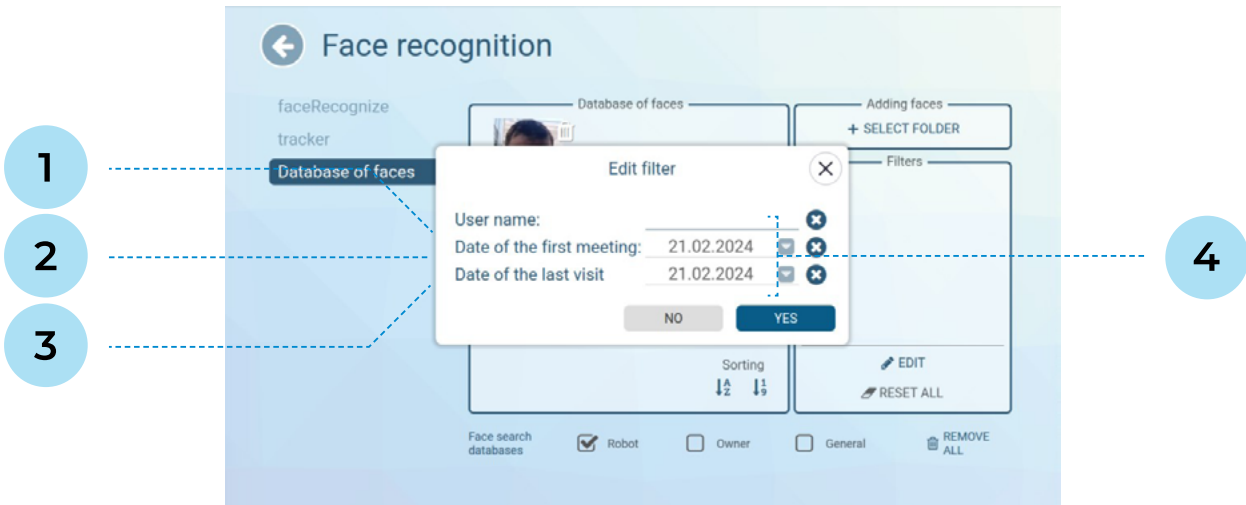 Face recognition
faceRecognize
tracker
Database of faces
Database of faces
Adding faces
+ SELECT FOLDER
Filters
Edit filter
User name:
Date of the first meeting: 21.02.2024
Date of the last visit 21.02.2024
NO YES
Sorting
A
Z
1
9
EDIT
RESET ALL
Face search
databases
Robot Owner General
REMOVE
ALL
1
2
3
4